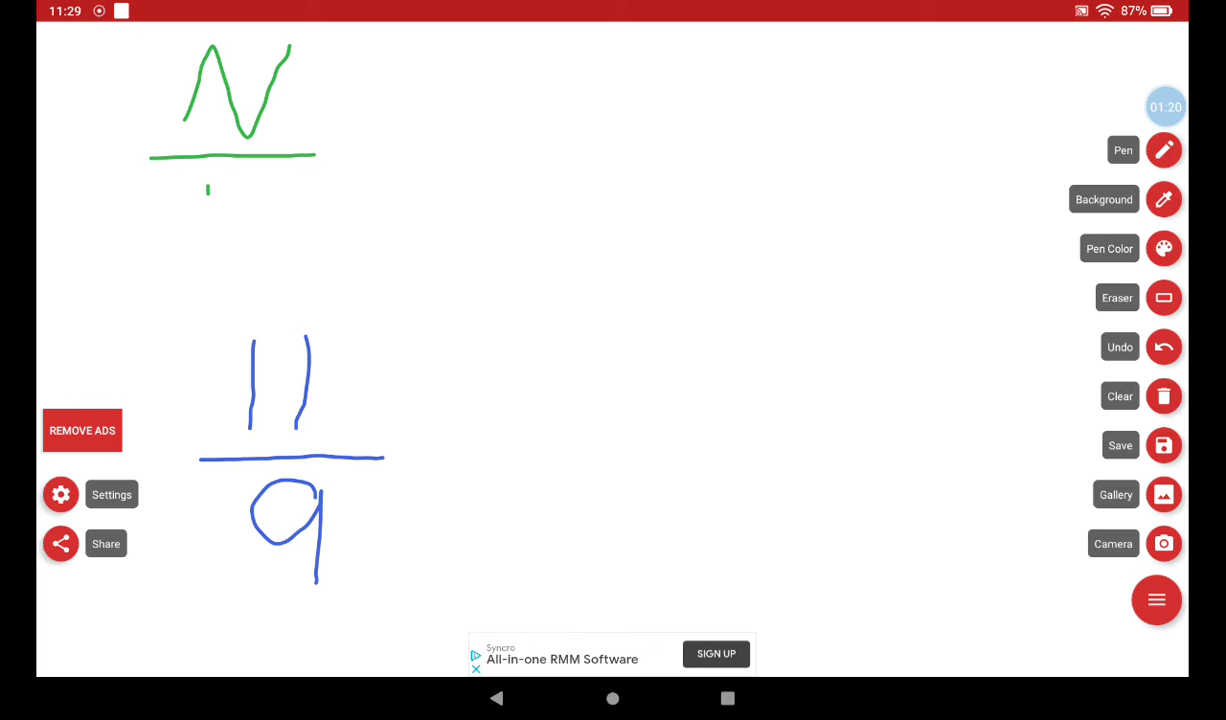 11:29 87%
N
01:20
Pen
Background
Pen Color
Eraser
Undo
11
Clear
REMOVE ADS
Save
9
Settings
Gallery
Share
Camera
Syncro
All-in-one RMM Software
SIGN UP